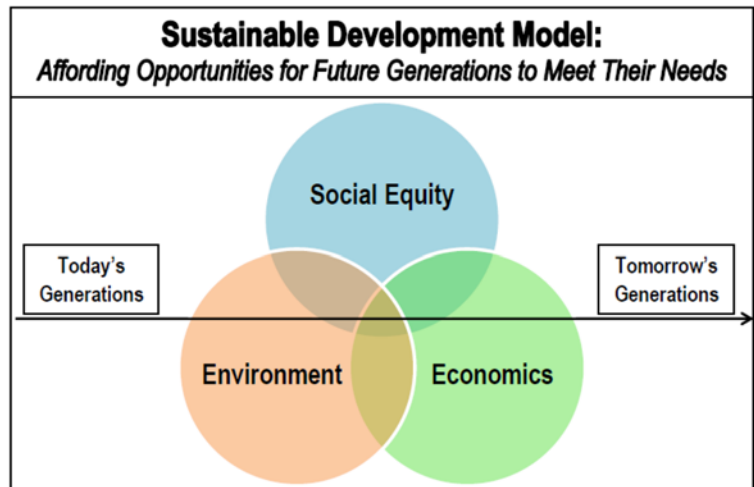 Sustainable Development Model:
Affording Opportunities for Future Generations to Meet Their Needs
Social Equity
Today's
Generations
Tomorrow's
Generations
Environment
Economics